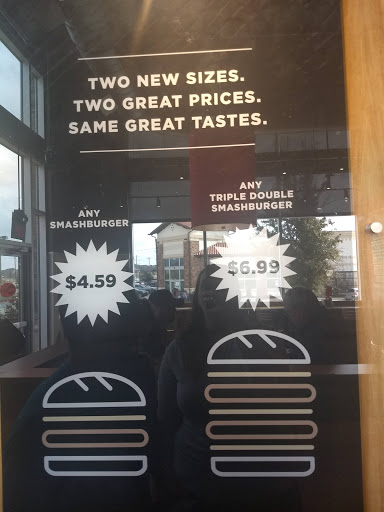 TWO NEW SIZES.
TWO GREAT PRICES.
SAME GREAT TASTES.
ANY
SMASHBURGER
$4.59
ANY
TRIPLE DOUBLE
SMASHBURGER
$6.99